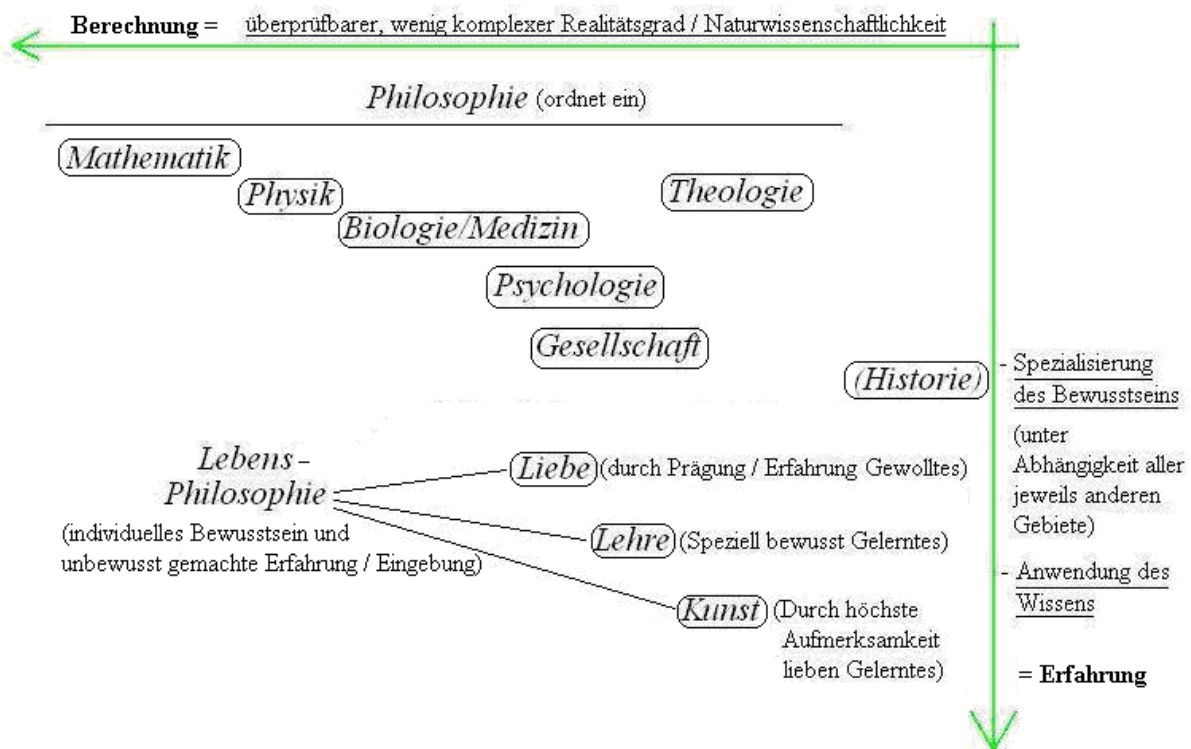 Berechnung = überprüfbarer, wenig komplexer Realitätsgrad / Naturwissenschaftlichkeit
Philosophie (ordnet ein)
Mathematik
Physik
Theologie
Biologie/Medizin
Psychologie
Gesellschaft
(Historie)
- Spezialisierung
des Bewusstseins
(unter
Abhängigkeit aller
jeweils anderen
Gebiete)
Lebens-
Philosophie
(individuelles Bewusstsein und
unbewusst gemachte Erfahrung / Eingebung)
Liebe (durch Prägung / Erfahrung Gewolltes)
Lehre (Speziell bewusst Gelerntes)
Kunst (Durch höchste
Aufmerksamkeit
lieben Gelerntes)
- Anwendung des
Wissens
= Erfahrung